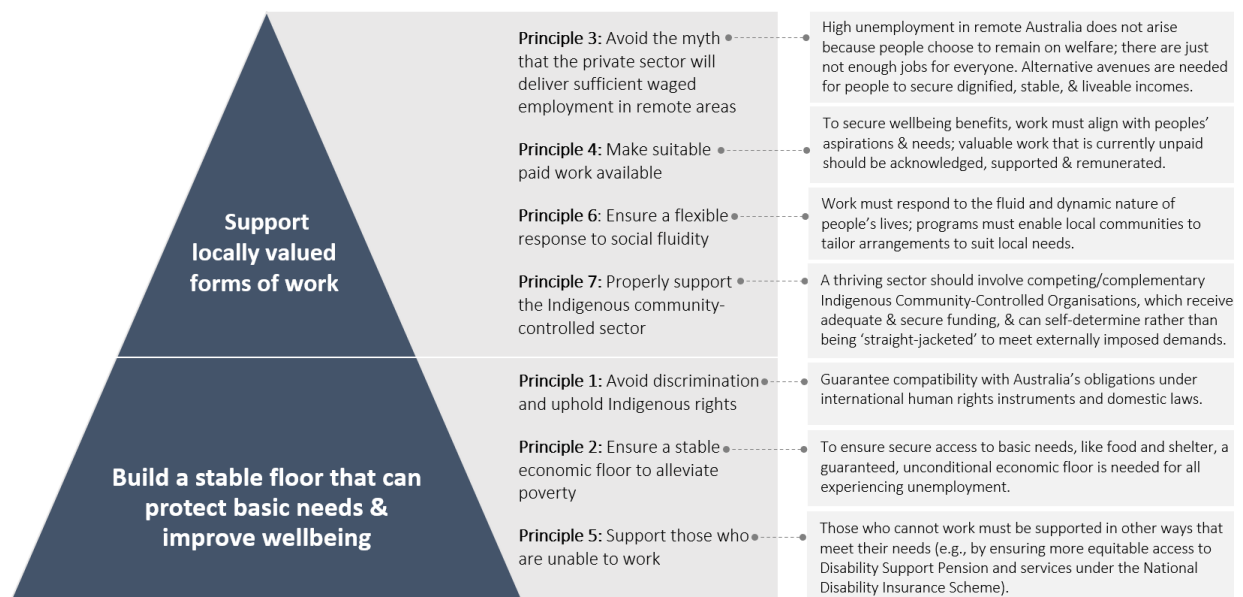 Support
locally valued
forms of work
Principle 3: Avoid the myth
that the private sector will
deliver sufficient waged
employment in remote areas
High unemployment in remote Australia does not arise
because people choose to remain on welfare; there are just
not enough jobs for everyone. Alternative avenues are needed
for people to secure dignified, stable, & liveable incomes.
Principle 4: Make suitable
paid work available
To secure wellbeing benefits, work must align with peoples’
aspirations & needs; valuable work that is currently unpaid
should be acknowledged, supported & remunerated.
Principle 6: Ensure a flexible
response to social fluidity
Work must respond to the fluid and dynamic nature of
people’s lives; programs must enable local communities to
tailor arrangements to suit local needs.
Principle 7: Properly support
the Indigenous community-
controlled sector
A thriving sector should involve competing/complementary
Indigenous Community-Controlled Organisations, which receive
adequate & secure funding, & can self-determine rather than
being ‘straight-jacketed’ to meet externally imposed demands.
Build a stable floor that can
protect basic needs &
improve wellbeing
Principle 1: Avoid discrimination
and uphold Indigenous rights
Guarantee compatibility with Australia’s obligations under
international human rights instruments and domestic laws.
Principle 2: Ensure a stable
economic floor to alleviate
poverty
To ensure secure access to basic needs, like food and shelter, a
guaranteed, unconditional economic floor is needed for all
experiencing unemployment.
Principle 5: Support those who
are unable to work
Those who cannot work must be supported in other ways that
meet their needs (e.g., by ensuring more equitable access to
Disability Support Pension and services under the National
Disability Insurance Scheme).